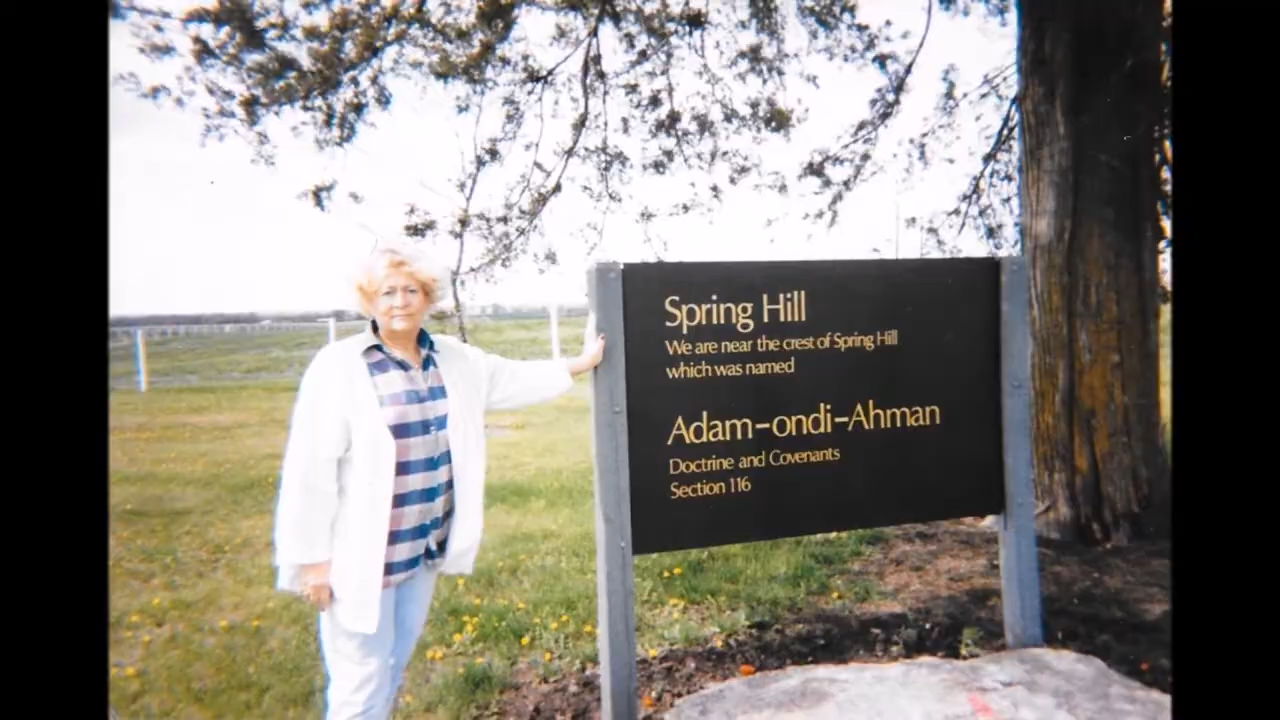 Spring Hill
We are near the crest of Spring Hill
which was named
Adam-ondi-Ahman
Doctrine and Covenants
Section 116